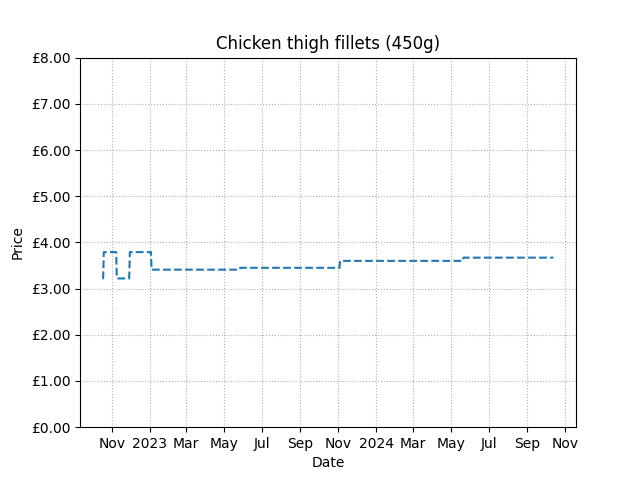 Chicken thigh fillets (450g)
£8.00
£7.00
£6.00
£5.00
£4.00
£3.00
£2.00
£1.00
£0.00
Price
Nov 2023 Mar May Jul Sep Nov 2024 Mar May Jul Sep Nov
Date